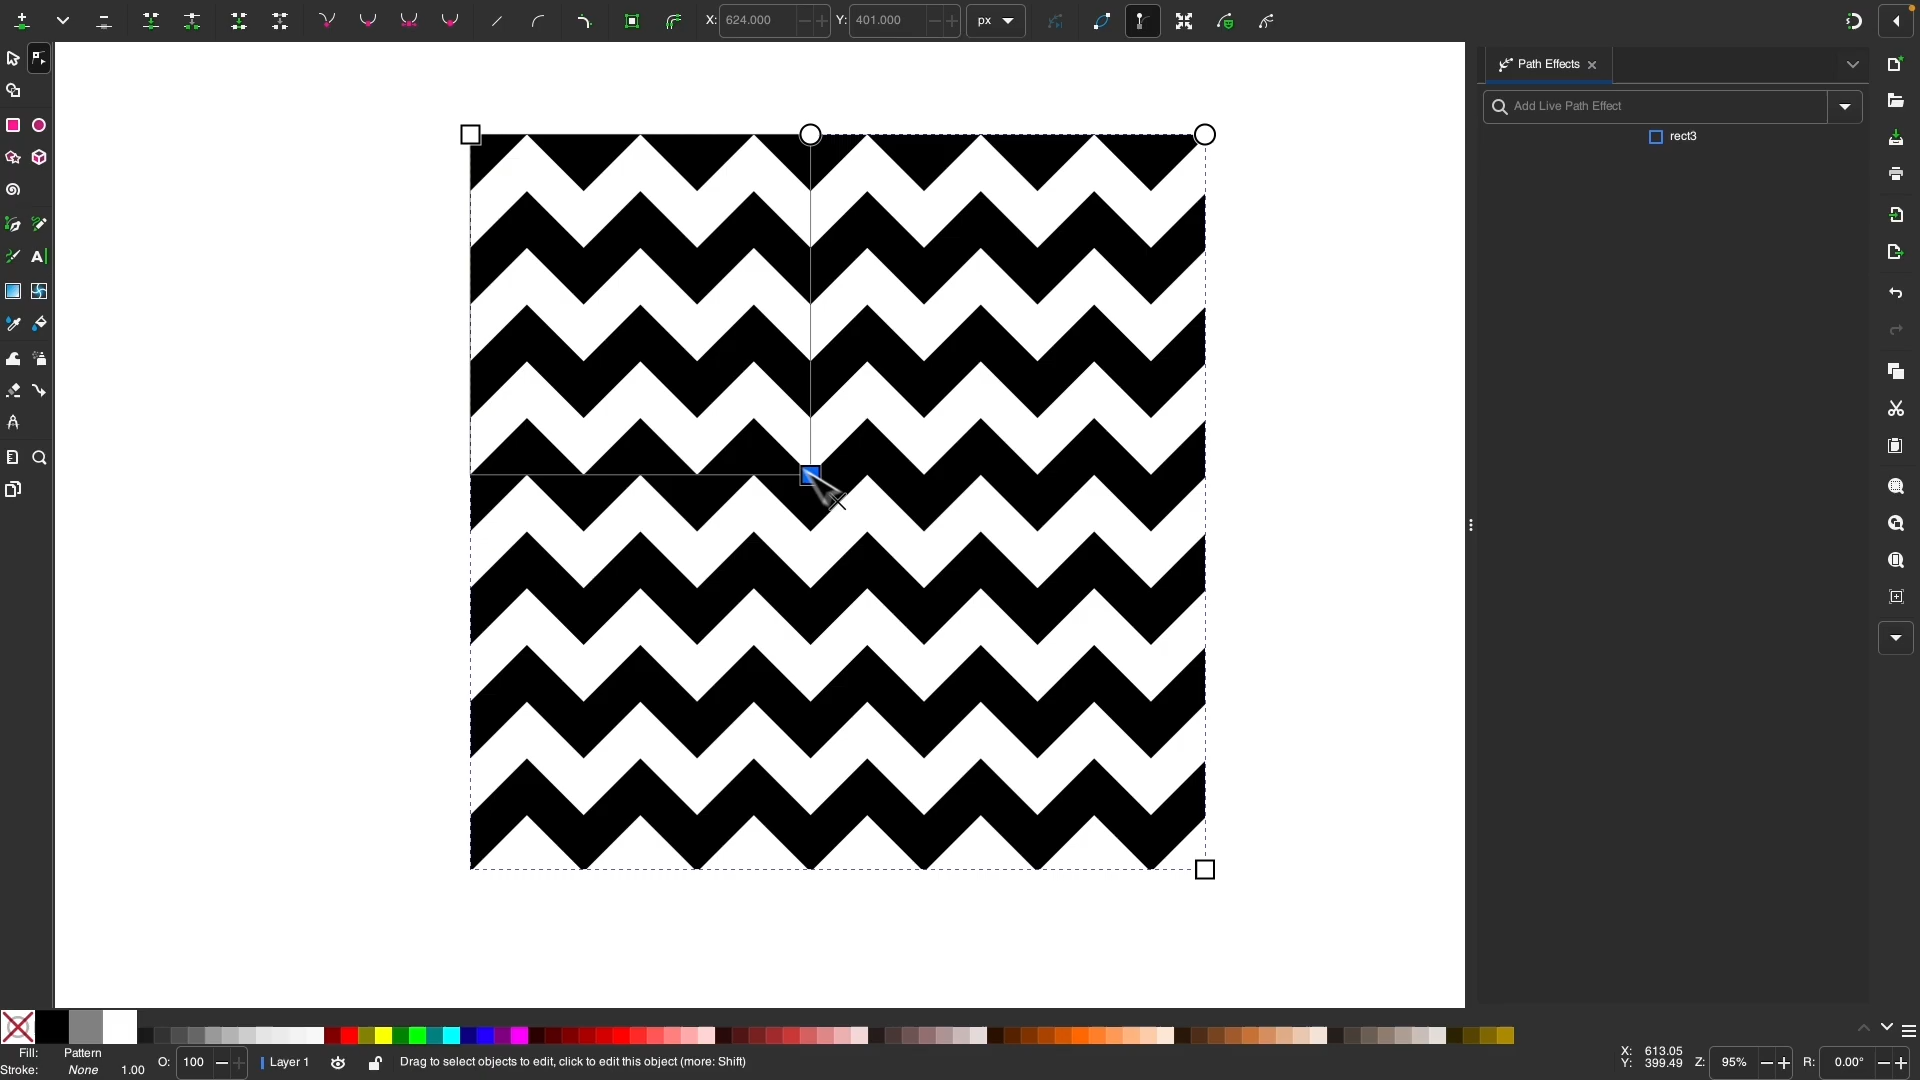 X: 624.000 Y: 401.000 px
Path Effects
Add Live Path Effect
rect3
A
Fill: Pattern
Stroke: None 1.00
O: 100
Layer 1
Drag to select objects to edit, click to edit this object (more: Shift)
X: 613.05
Y: 399.49
Z: 95%
R: 0.00°